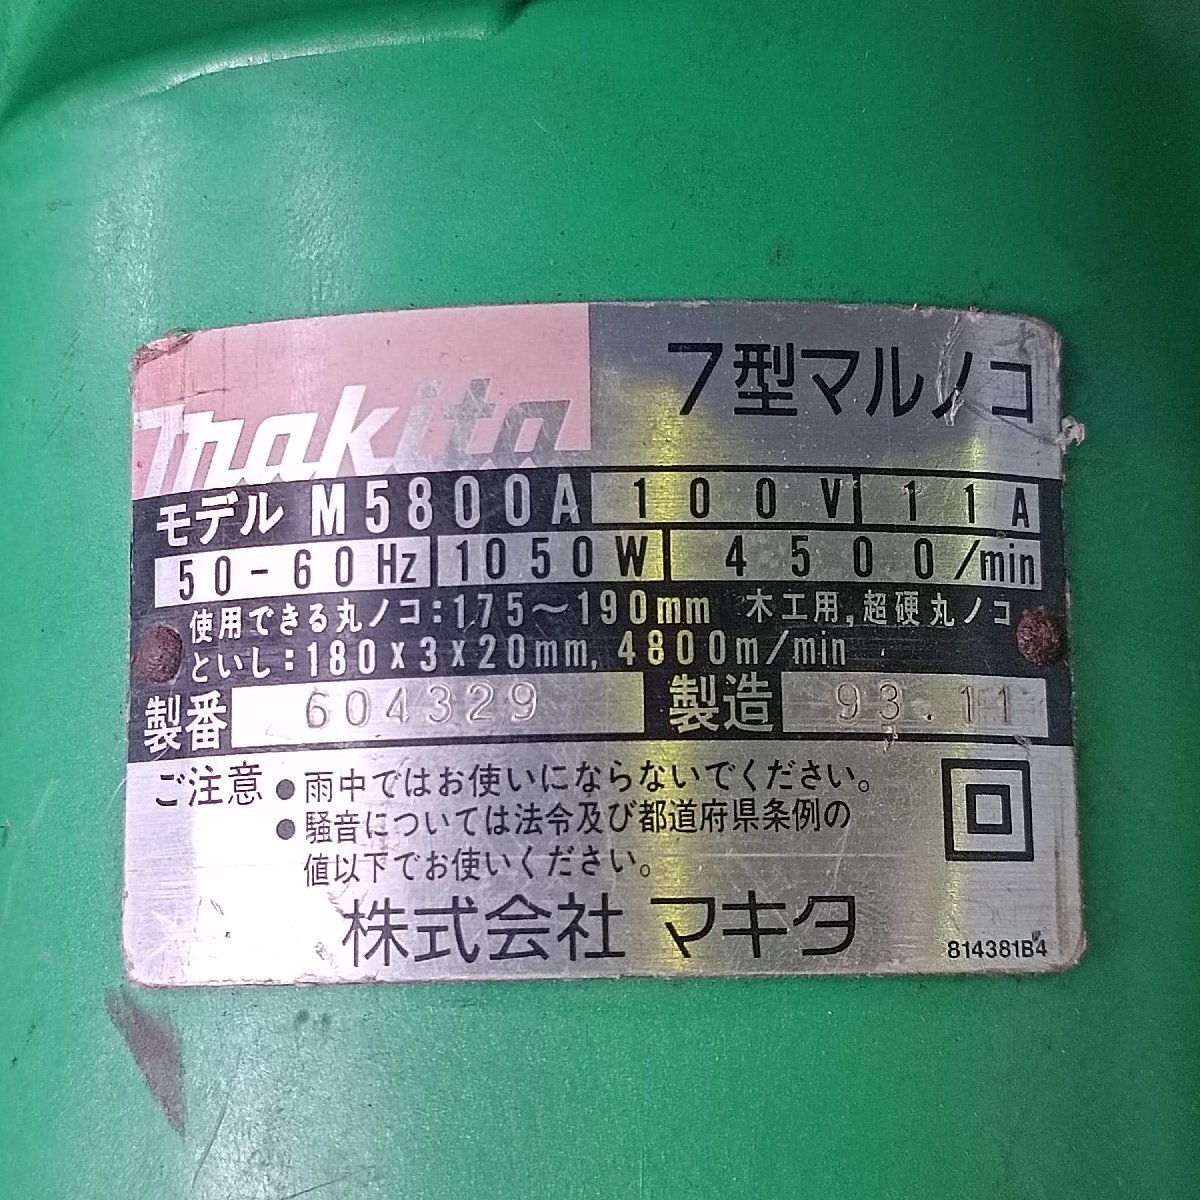 makita 7型マルノコ
モデル M5800A 100V 11A
50-60Hz 1050W 4500/min
使用できる丸ノコ:175～190mm 木工用,超硬丸ノコ
といし:180x3x20mm, 4800m/min
製番 604329 製造 93.11
ご注意 ●雨中ではお使いにならないでください。
●騒音については法令及び都道府県条例の
値以下でお使いください。
株式会社 マキタ
814381B4